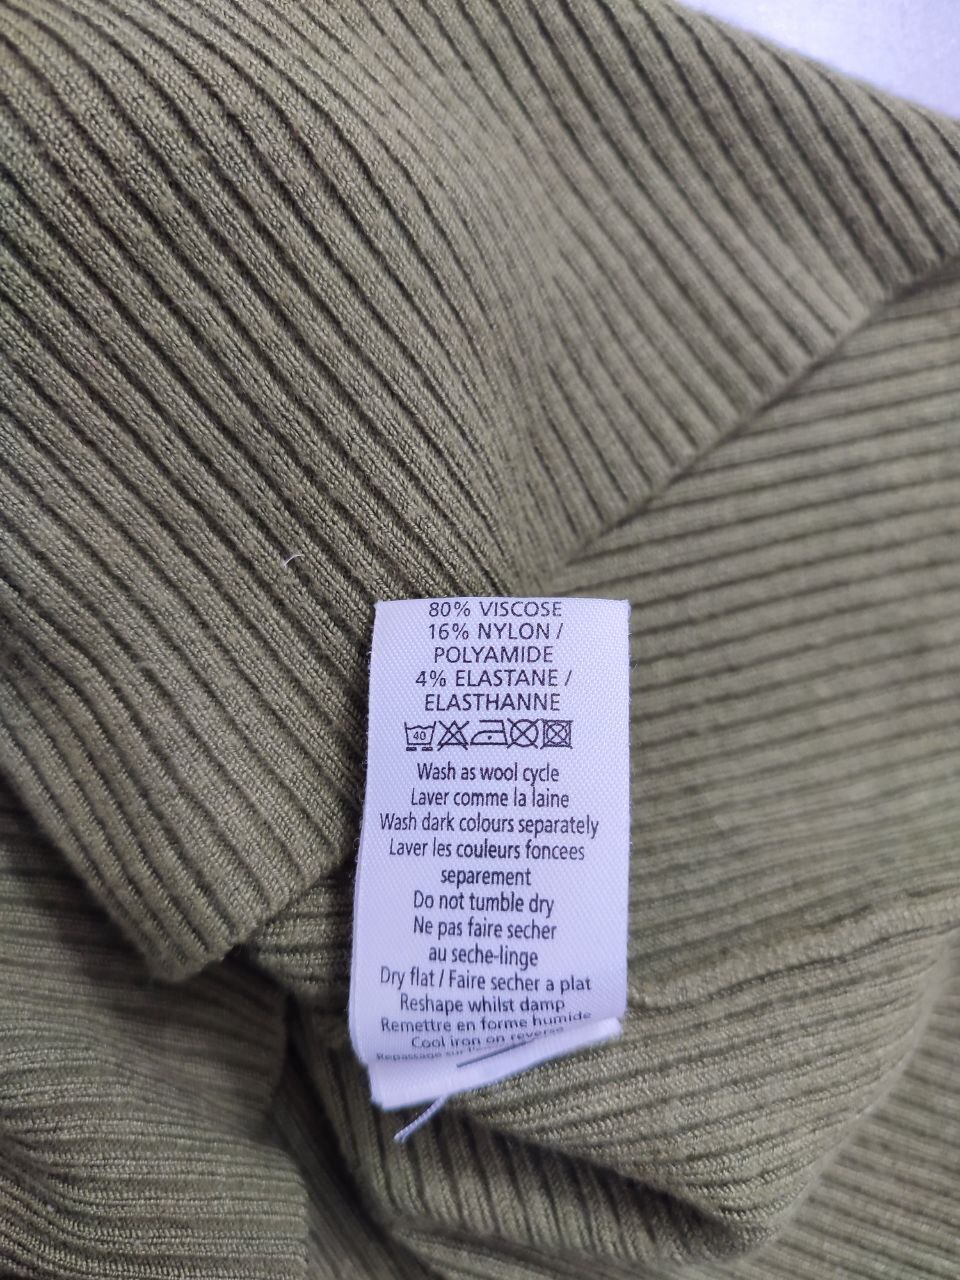 80% VISCOSE
16% NYLON /
POLYAMIDE
4% ELASTANE /
ELASTHANNE
40
Wash as wool cycle
Laver comme la laine
Wash dark colours separately
Laver les couleurs foncees
separement
Do not tumble dry
Ne pas faire secher
au seche-linge
Dry flat / Faire secher a plat
Reshape whilst damp
Remettre en forme humide
Cool iron on reverse
Repassage sur